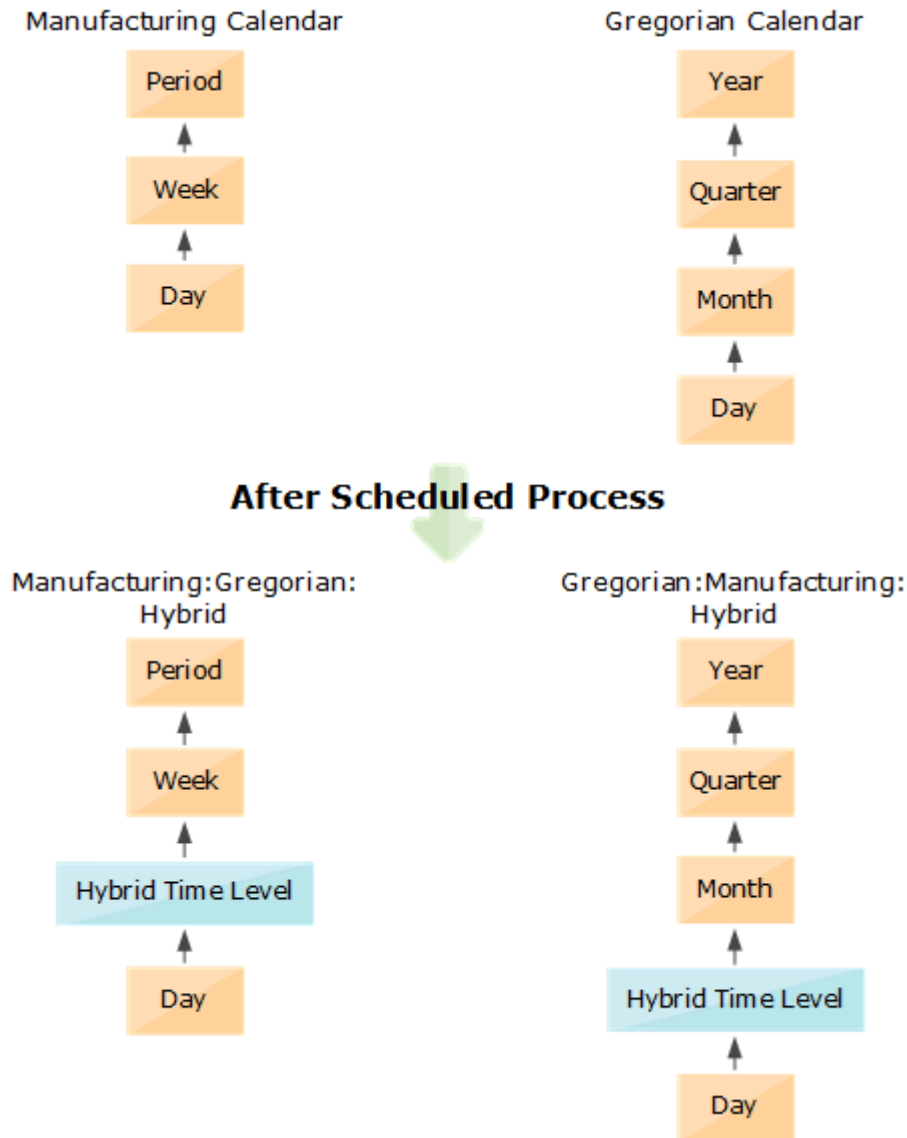 Manufacturing Calendar
Period
Week
Day
Gregorian Calendar
Year
Quarter
Month
Day
After Scheduled Process
Manufacturing:Gregorian:
Hybrid
Period
Week
Hybrid Time Level
Day
Gregorian:Manufacturing:
Hybrid
Year
Quarter
Month
Hybrid Time Level
Day